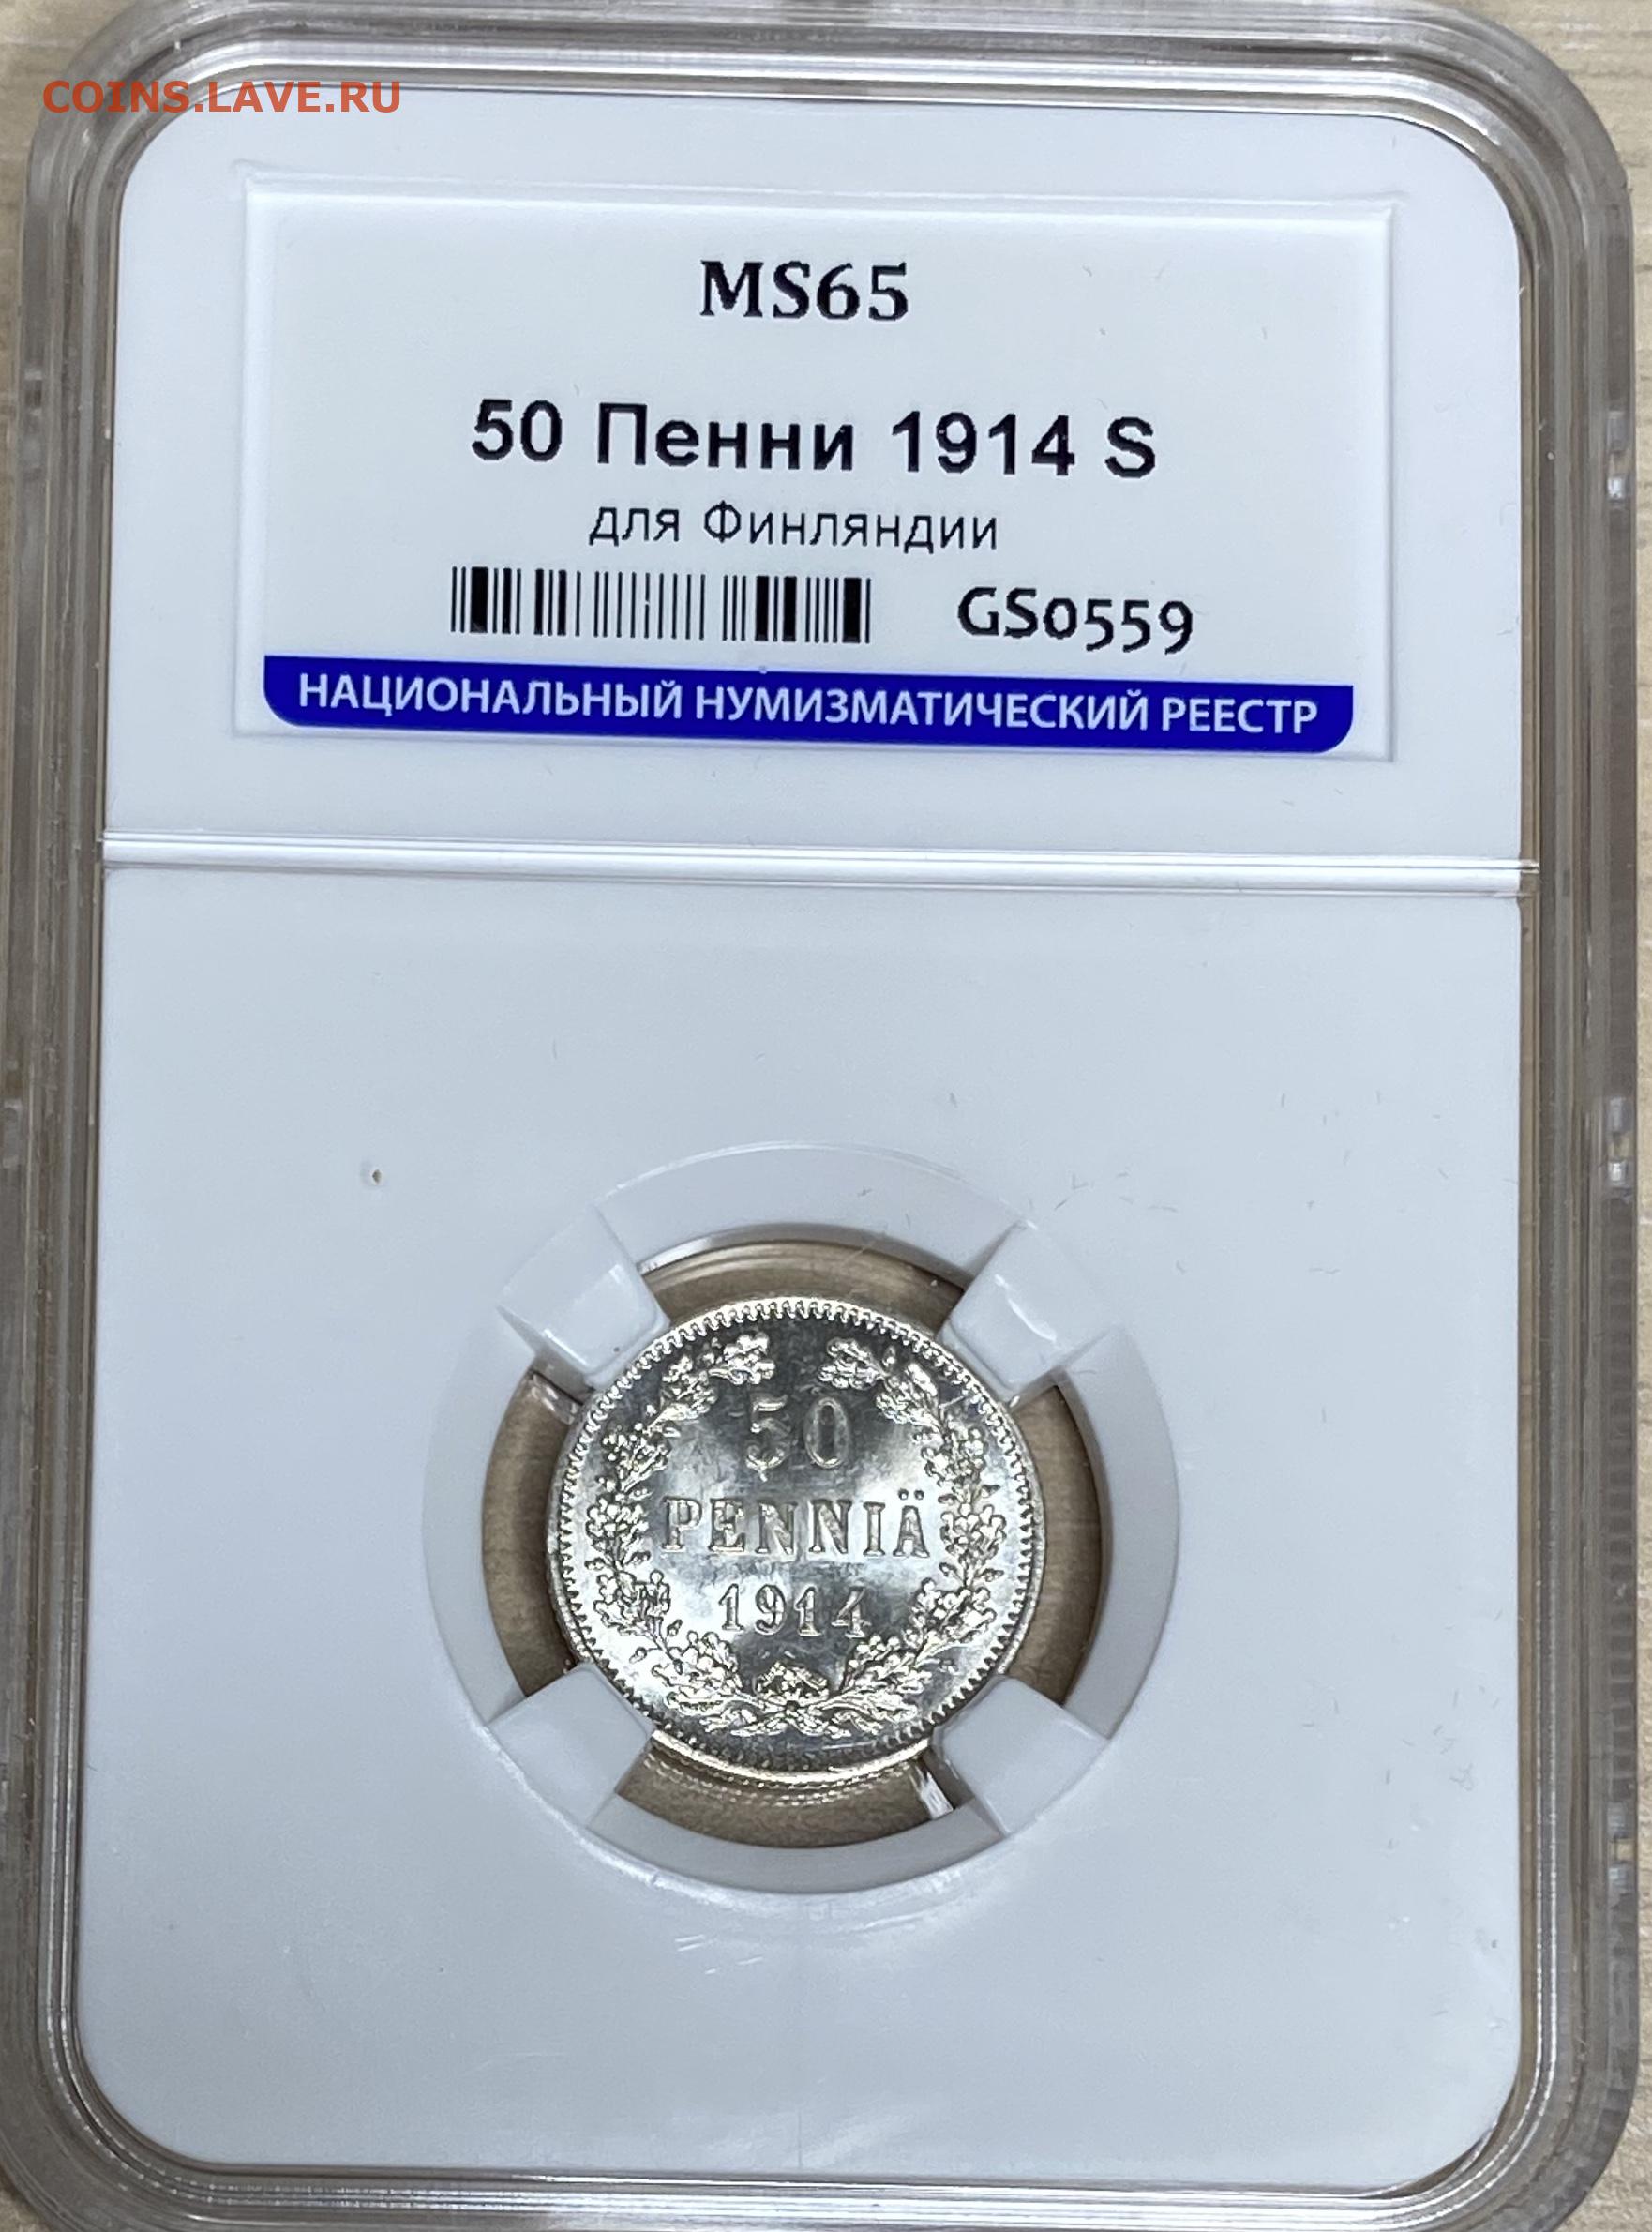 COINS.LAVE.RU
MS65
50 Пенни 1914 S
для Финляндии
GS0559
НАЦИОНАЛЬНЫЙ НУМИЗМАТИЧЕСКИЙ РЕЕСТР
50
PENNIÄ
1914